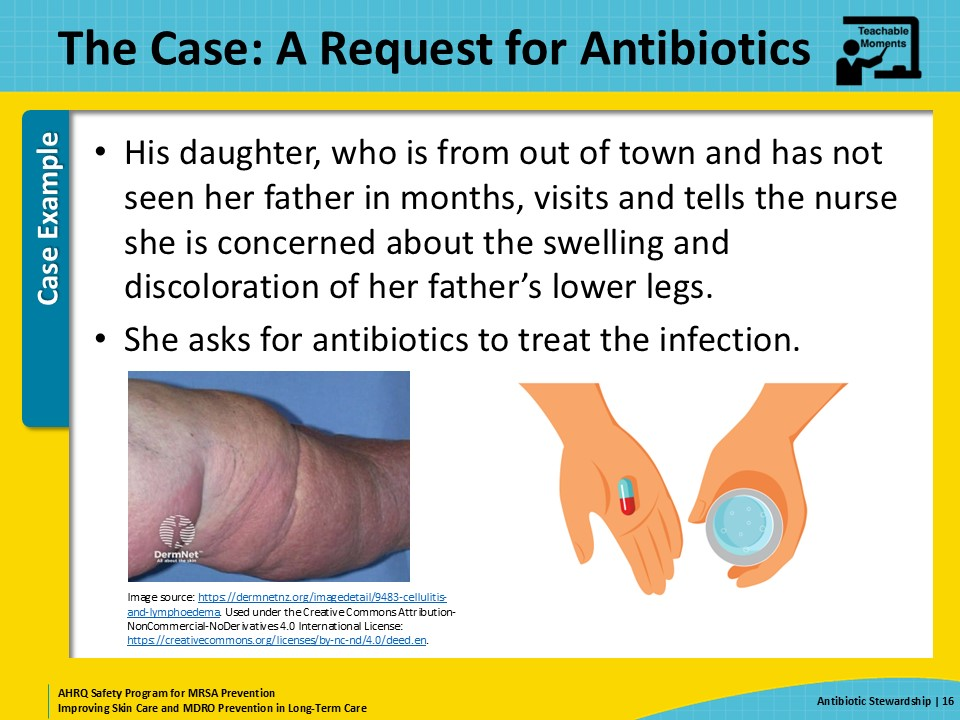 The Case: A Request for Antibiotics
Teachable
Moments
Case Example
• His daughter, who is from out of town and has not
seen her father in months, visits and tells the nurse
she is concerned about the swelling and
discoloration of her father’s lower legs.
• She asks for antibiotics to treat the infection.
DermNet™
All about the skin
Image source: https://dermnetnz.org/imagedetail/9483-cellulitis-
and-lymphoedema. Used under the Creative Commons Attribution-
NonCommercial-NoDerivatives 4.0 International License:
https://creativecommons.org/licenses/by-nc-nd/4.0/deed.en.
AHRQ Safety Program for MRSA Prevention
Improving Skin Care and MDRO Prevention in Long-Term Care
Antibiotic Stewardship | 16